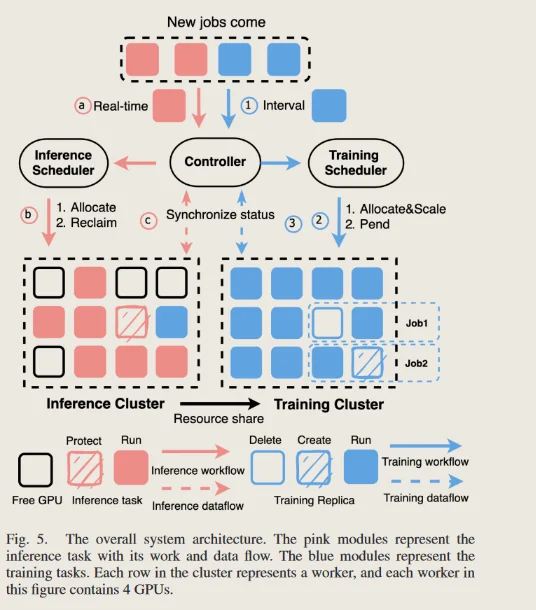 New jobs come
a Real-time
1 Interval
Inference
Scheduler
Controller
Training
Scheduler
b
1. Allocate
2. Reclaim
c
Synchronize status
3 2
1. Allocate&Scale
2. Pend
Job1
Job2
Inference Cluster
Resource share
Training Cluster
Protect Run
Delete Create Run
Inference workflow
Training workflow
Free GPU
Inference task
Inference dataflow
Training Replica
Training dataflow
Fig. 5. The overall system architecture. The pink modules represent the
inference task with its work and data flow. The blue modules represent the
training tasks. Each row in the cluster represents a worker, and each worker in
this figure contains 4 GPUs.